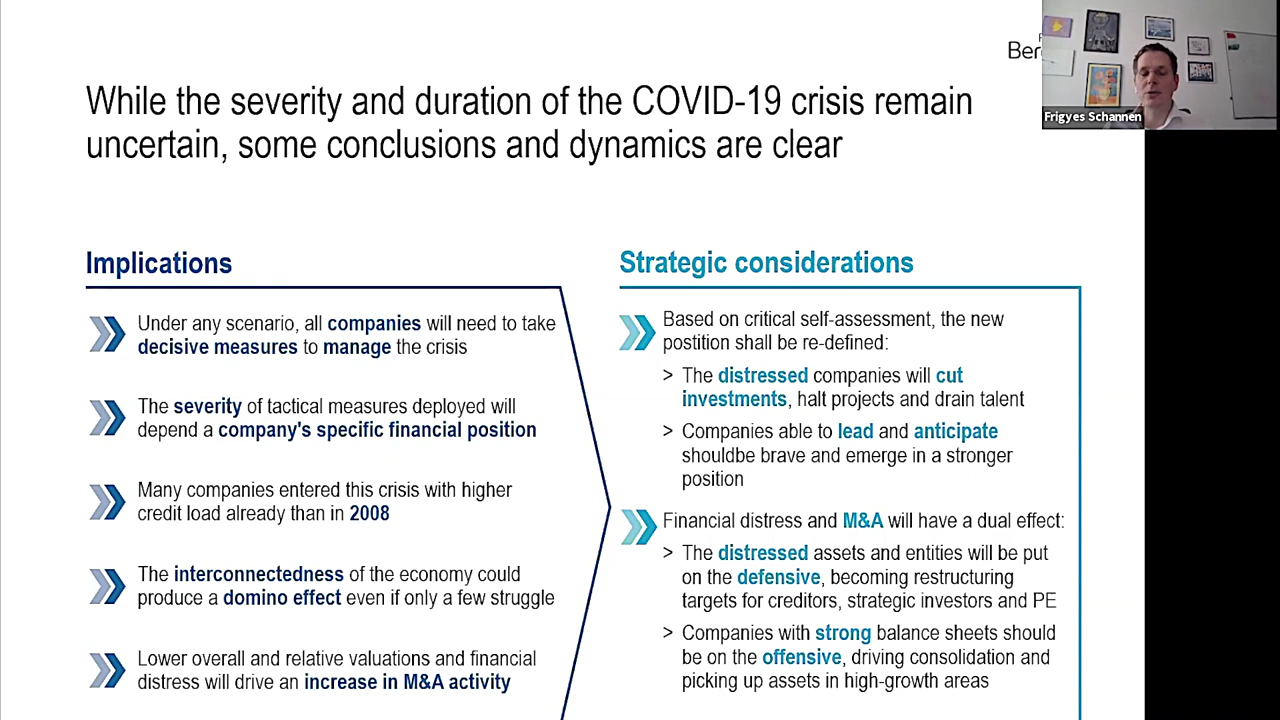 Ber
Frigyes Schannen
While the severity and duration of the COVID-19 crisis remain
uncertain, some conclusions and dynamics are clear
Implications
Under any scenario, all companies will need to take
decisive measures to manage the crisis
The severity of tactical measures deployed will
depend a company's specific financial position
Many companies entered this crisis with higher
credit load already than in 2008
The interconnectedness of the economy could
produce a domino effect even if only a few struggle
Lower overall and relative valuations and financial
distress will drive an increase in M&A activity
Strategic considerations
Based on critical self-assessment, the new
postition shall be re-defined:
> The distressed companies will cut
investments, halt projects and drain talent
> Companies able to lead and anticipate
shouldbe brave and emerge in a stronger
position
Financial distress and M&A will have a dual effect:
> The distressed assets and entities will be put
on the defensive, becoming restructuring
targets for creditors, strategic investors and PE
> Companies with strong balance sheets should
be on the offensive, driving consolidation and
picking up assets in high-growth areas